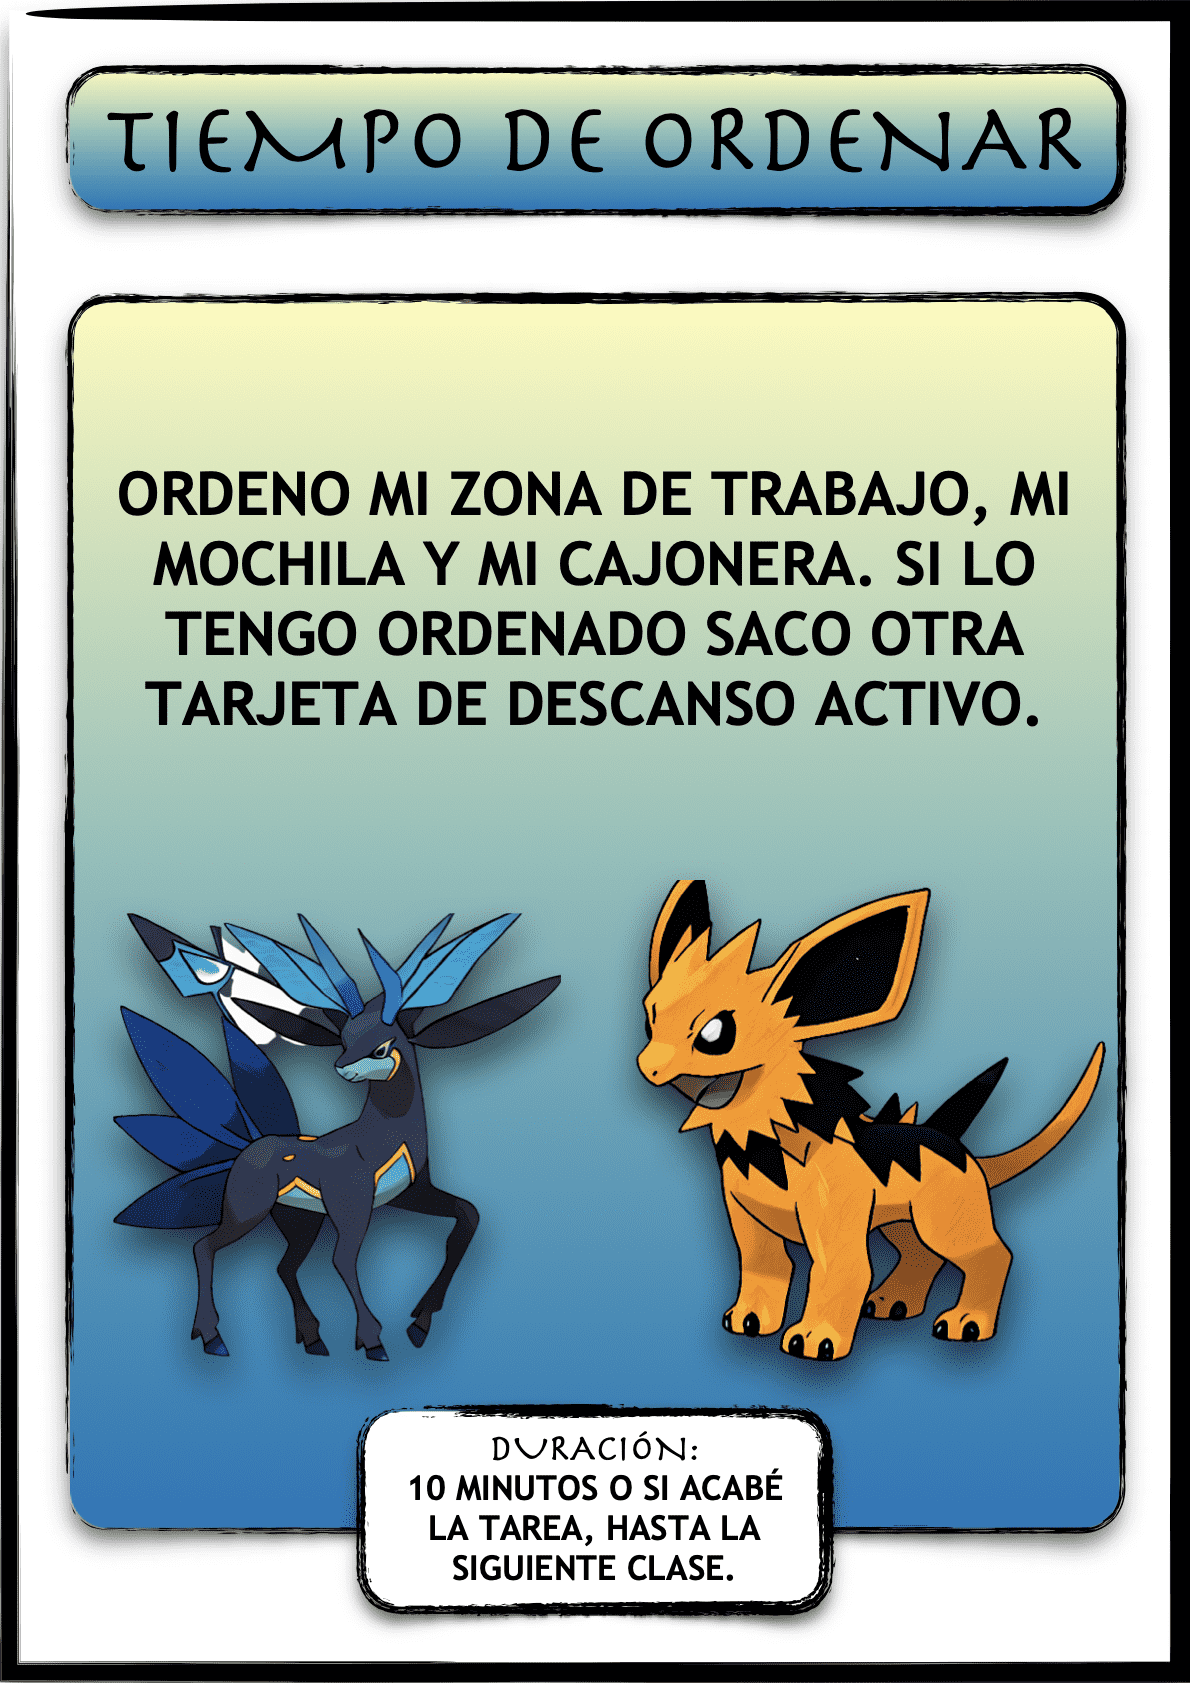 TIEMPO DE ORDENAR
ORDENO MI ZONA DE TRABAJO, MI
MOCHILA Y MI CAJONERA. SI LO
TENGO ORDENADO SACO OTRA
TARJETA DE DESCANSO ACTIVO.
DURACIÓN:
10 MINUTOS O SI ACABÉ
LA TAREA, HASTA LA
SIGUIENTE CLASE.